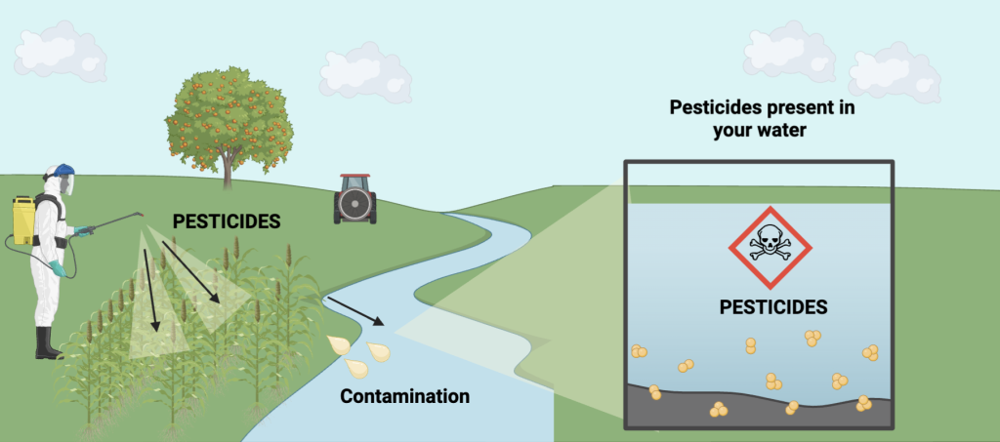 Pesticides present in
your water
PESTICIDES
PESTICIDES
Contamination